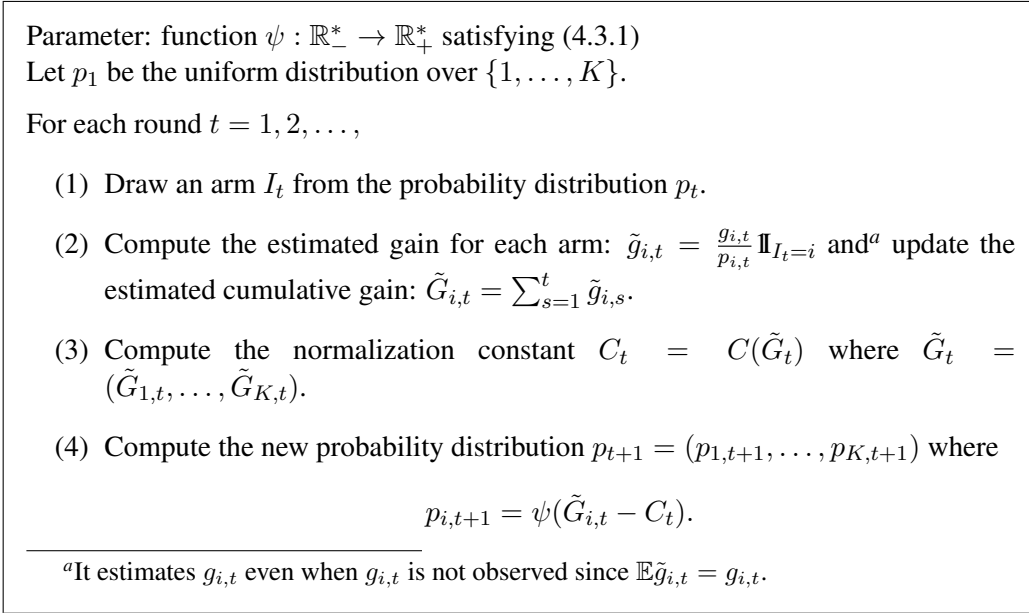 Parameter: function ψ : ℝ*₋ → ℝ*₊ satisfying (4.3.1)
Let p₁ be the uniform distribution over {1, . . . , K}.
For each round t = 1, 2, . . . ,
(1) Draw an arm I_t from the probability distribution p_t.
(2) Compute the estimated gain for each arm: g̃_{i,t} = \frac{g_{i,t}}{p_{i,t}} 𝟙_{I_t=i} and^a update the
estimated cumulative gain: G̃_{i,t} = ∑_{s=1}^{t} g̃_{i,s}.
(3) Compute the normalization constant C_t = C(G̃_t) where G̃_t =
(G̃_{1,t}, . . . , G̃_{K,t}).
(4) Compute the new probability distribution p_{t+1} = (p_{1,t+1}, . . . , p_{K,t+1}) where
p_{i,t+1} = ψ(G̃_{i,t} − C_t).
^aIt estimates g_{i,t} even when g_{i,t} is not observed since 𝔼g̃_{i,t} = g_{i,t}.